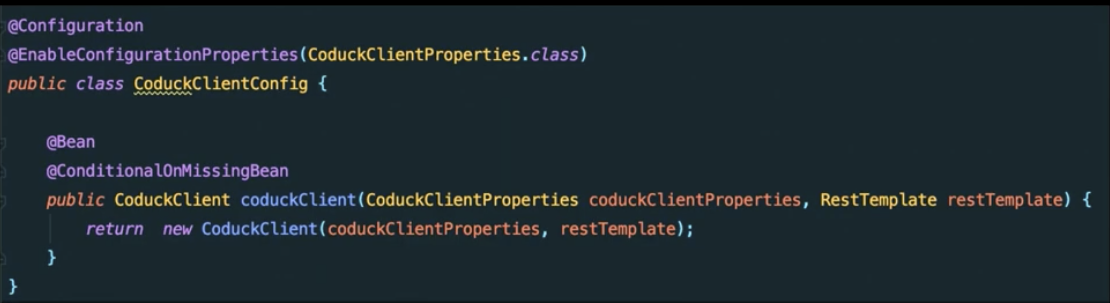 @Configuration
@EnableConfigurationProperties(CoduckClientProperties.class)
public class CoduckClientConfig {
@Bean
@ConditionalOnMissingBean
public CoduckClient coduckClient(CoduckClientProperties coduckClientProperties, RestTemplate restTemplate) {
return  new CoduckClient(coduckClientProperties, restTemplate);
}
}